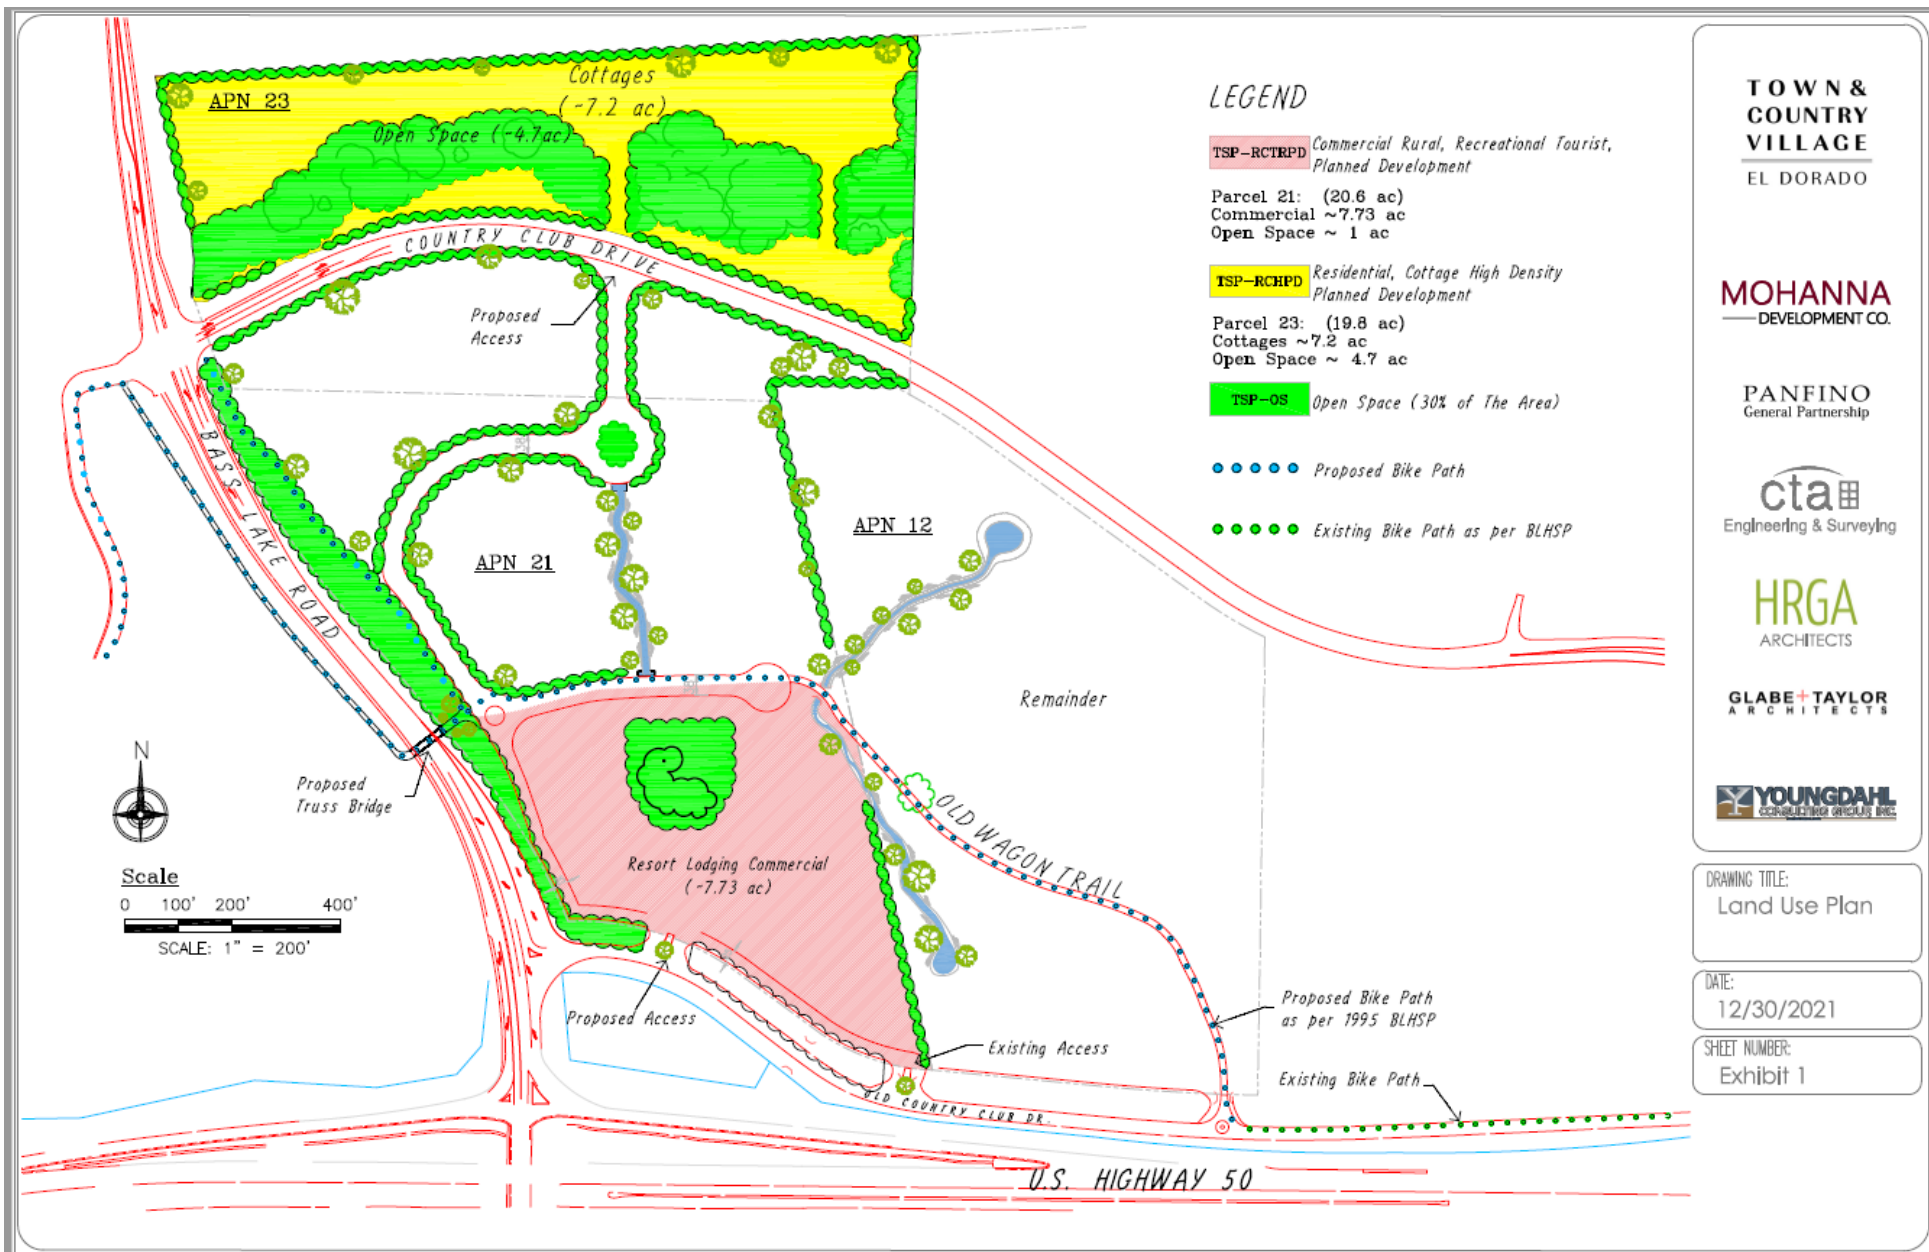 APN 23
Cottages
(~7.2 ac)
Open Space (~4.7ac)
COUNTRY CLUB DRIVE
Proposed
Access
BASS LAKE ROAD
APN 21
APN 12
Remainder
Proposed
Truss Bridge
N
Scale
0 100' 200' 400'
SCALE: 1" = 200'
Resort Lodging Commercial
(~7.73 ac)
OLD WAGON TRAIL
Proposed Access
Existing Access
OLD COUNTRY CLUB DR.
Proposed Bike Path
as per 1995 BLHSP
Existing Bike Path
U.S. HIGHWAY 50
LEGEND
TSP-RCTRPD Commercial Rural, Recreational Tourist,
Planned Development
Parcel 21: (20.6 ac)
Commercial ~7.73 ac
Open Space ~ 1 ac
TSP-RCHPD Residential, Cottage High Density
Planned Development
Parcel 23: (19.8 ac)
Cottages ~7.2 ac
Open Space ~ 4.7 ac
TSP-OS Open Space (30% of The Area)
Proposed Bike Path
Existing Bike Path as per BLHSP
TOWN &
COUNTRY
VILLAGE
EL DORADO
MOHANNA
DEVELOPMENT CO.
PANFINO
General Partnership
cta
Engineering & Surveying
HRGA
ARCHITECTS
GLABE+TAYLOR
ARCHITECTS
YOUNGDAHL
CONSULTING GROUP, INC.
DRAWING TITLE:
Land Use Plan
DATE:
12/30/2021
SHEET NUMBER:
Exhibit 1